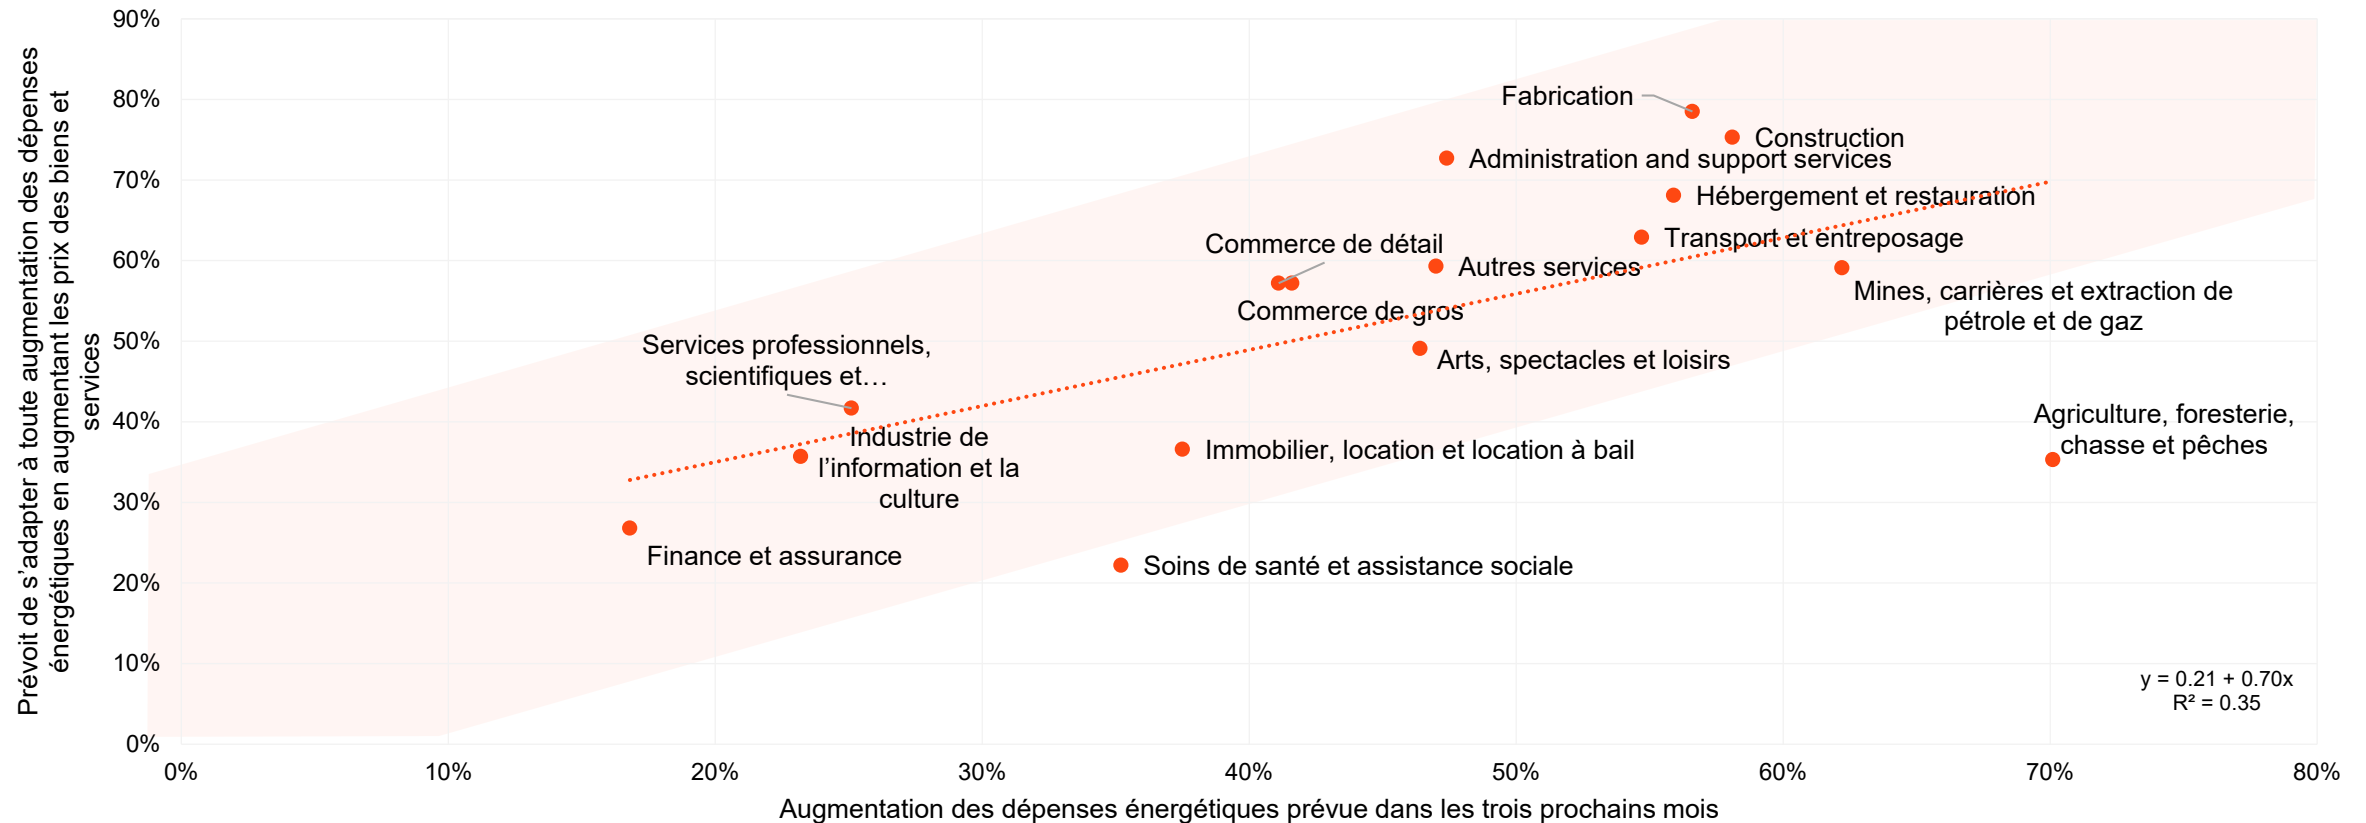 Prévoit de s’adapter à toute augmentation des dépenses
énergétiques en augmentant les prix des biens et
services
90%
80%
70%
60%
50%
40%
30%
20%
10%
0%
Fabrication
Construction
Administration and support services
Hébergement et restauration
Commerce de détail
Transport et entreposage
Autres services
Mines, carrières et extraction de
pétrole et de gaz
Commerce de gros
Services professionnels,
scientifiques et…
Arts, spectacles et loisirs
Agriculture, foresterie,
chasse et pêches
Industrie de
l’information et la
culture
Immobilier, location et location à bail
Finance et assurance
Soins de santé et assistance sociale
y = 0.21 + 0.70x
R² = 0.35
0%
10%
20%
30%
40%
50%
60%
70%
80%
Augmentation des dépenses énergétiques prévue dans les trois prochains mois